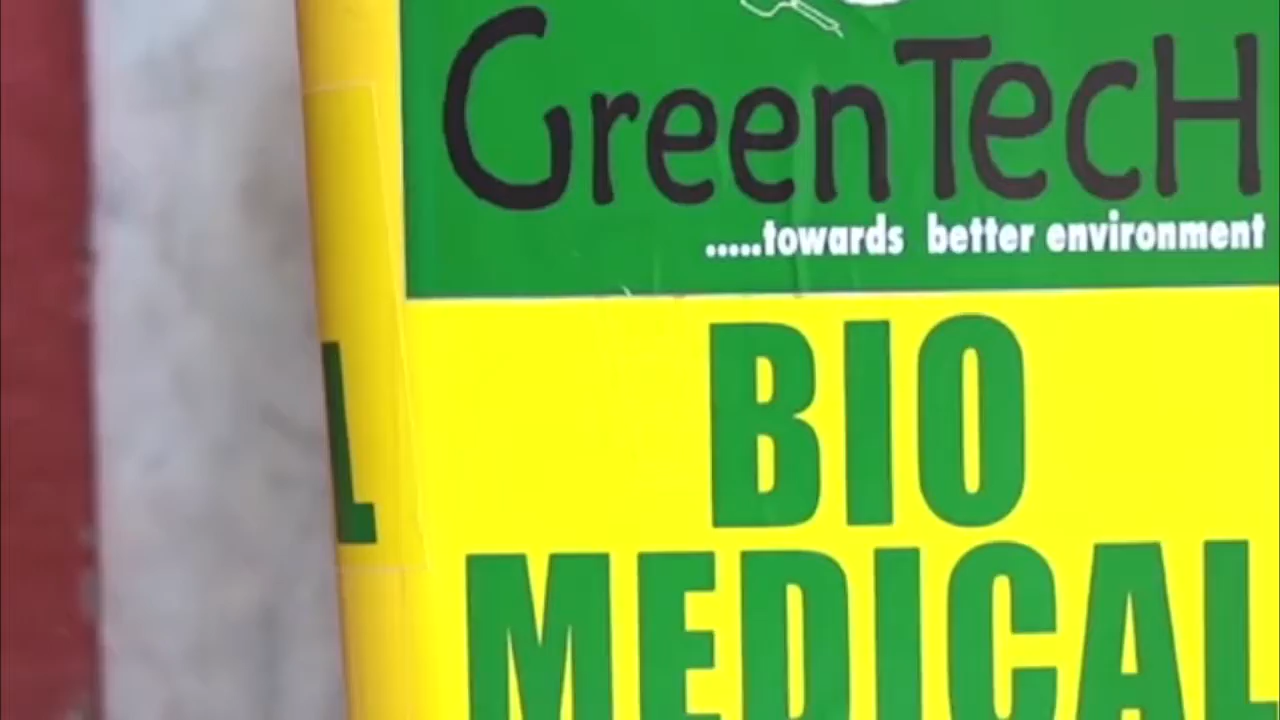 GreenTecH
.....towards better environment
BIO
MEDICAL